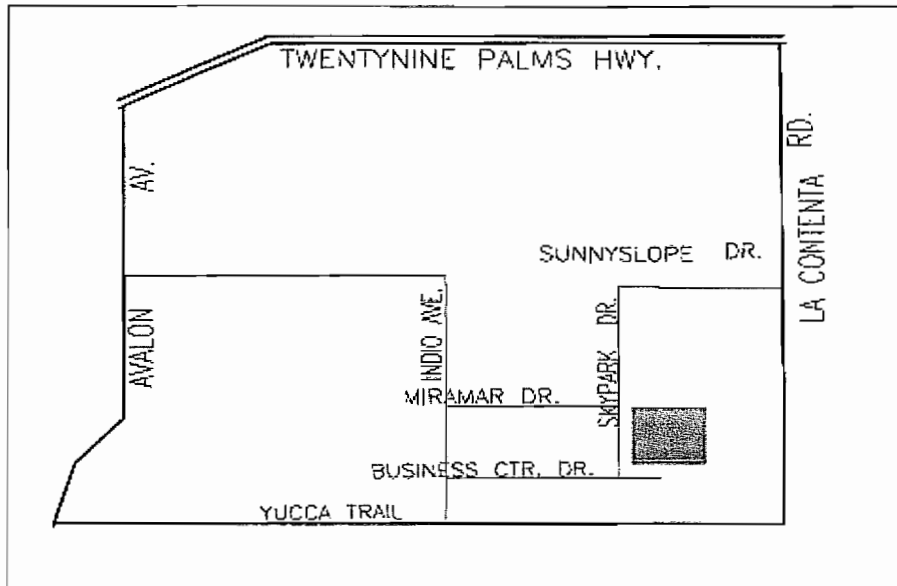 TWENTYNINE PALMS HWY.
AV.
RD.
SUNNYSLOPE DR.
LA CONTENTA
AVALON
INDIO AVE.
SKYPARK DR.
MIRAMAR DR.
BUSINESS CTR. DR.
YUCCA TRAIL